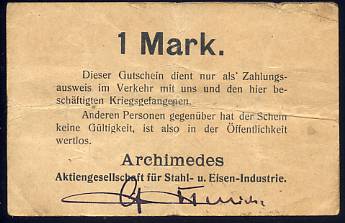 1 Mark.
Dieser Gutschein dient nur als' Zahlungs-
ausweis im Verkehr mit uns und den hier be-
schäftigten Kriegsgefangenen.
Anderen Personen gegenüber hat der Schein
keine Gültigkeit, ist also in der Öffentlichkeit
wertlos.
Archimedes
Aktiengesellschaft für Stahl- u. Eisen-Industrie.